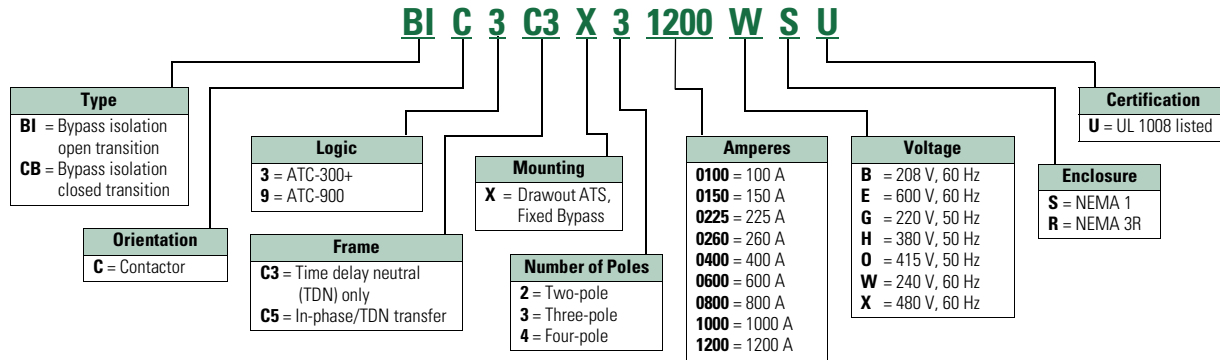 BI C 3 C3 X 3 1200 W S U
Type
BI = Bypass isolation
open transition
CB = Bypass isolation
closed transition
Orientation
C = Contactor
Logic
3 = ATC-300+
9 = ATC-900
Frame
C3 = Time delay neutral
(TDN) only
C5 = In-phase/TDN transfer
Mounting
X = Drawout ATS,
Fixed Bypass
Number of Poles
2 = Two-pole
3 = Three-pole
4 = Four-pole
Amperes
0100 = 100 A
0150 = 150 A
0225 = 225 A
0260 = 260 A
0400 = 400 A
0600 = 600 A
0800 = 800 A
1000 = 1000 A
1200 = 1200 A
Voltage
B = 208 V, 60 Hz
E = 600 V, 60 Hz
G = 220 V, 50 Hz
H = 380 V, 50 Hz
O = 415 V, 50 Hz
W = 240 V, 60 Hz
X = 480 V, 60 Hz
Enclosure
S = NEMA 1
R = NEMA 3R
Certification
U = UL 1008 listed